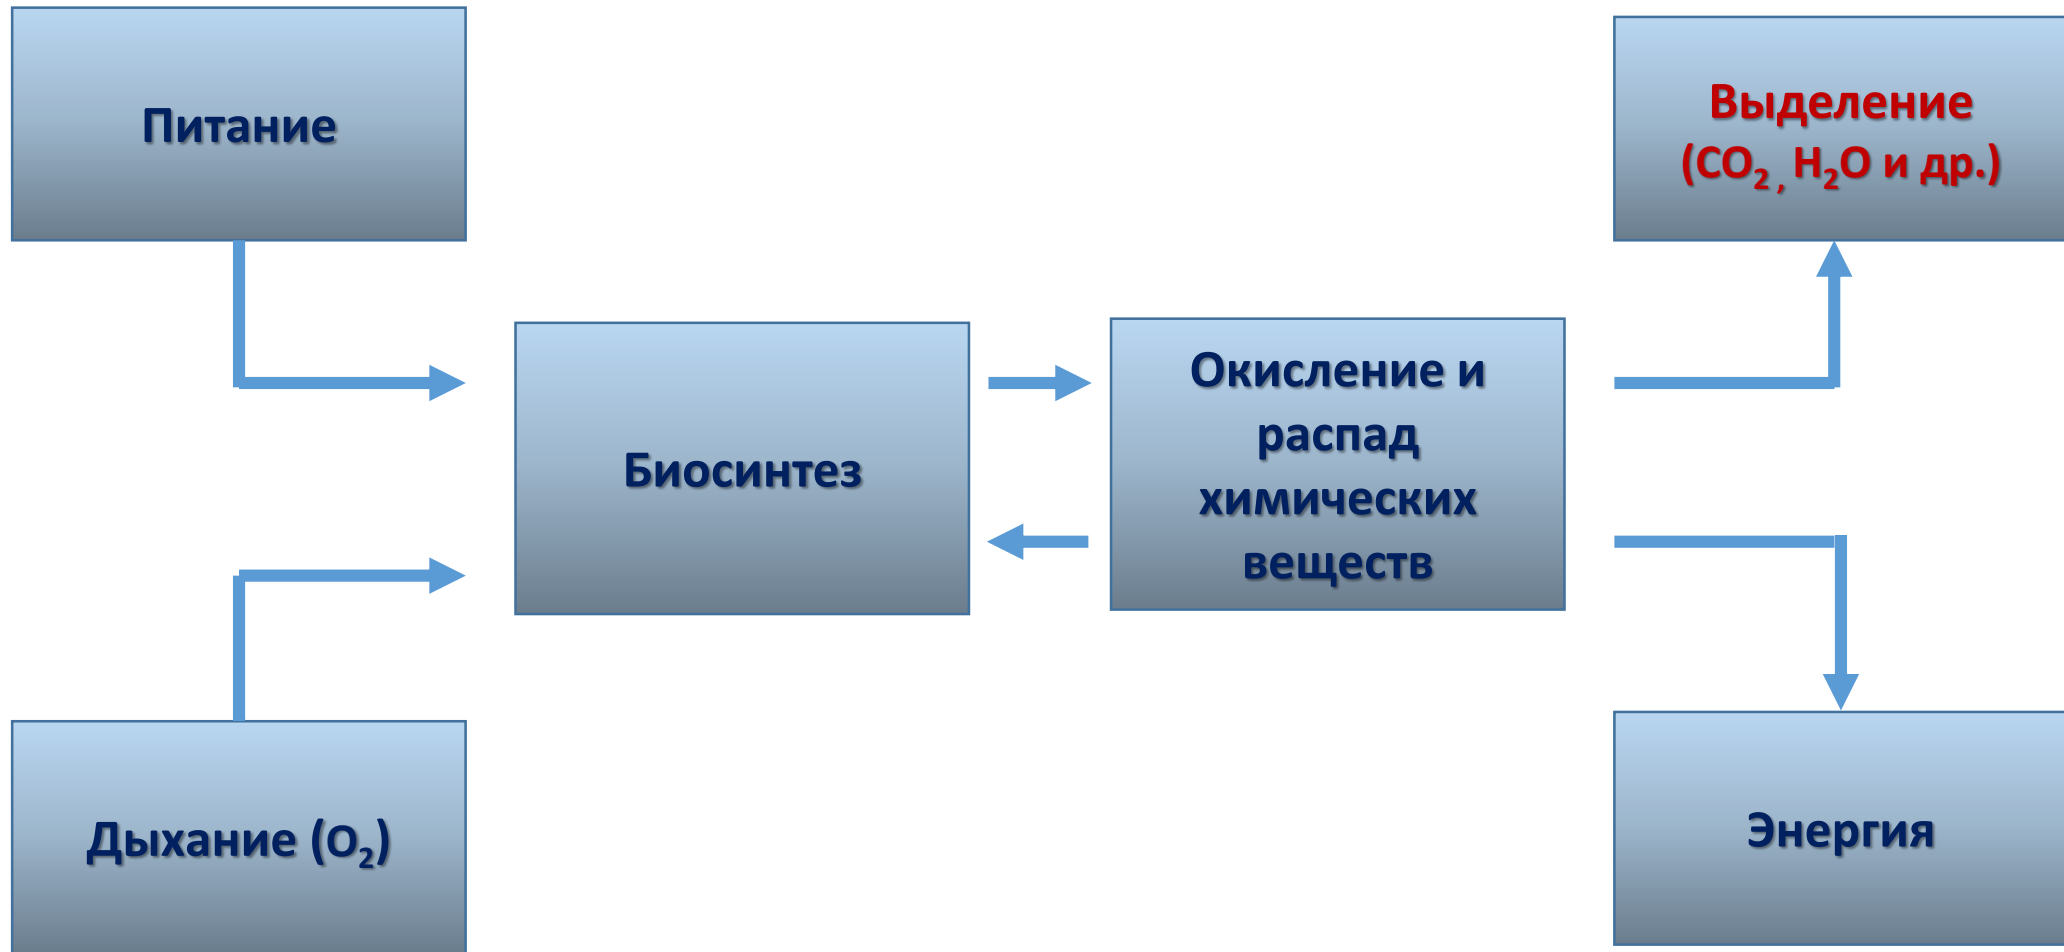 Питание
Выделение
(CO₂ , H₂O и др.)
Биосинтез
Окисление и
распад
химических
веществ
Дыхание (O₂)
Энергия